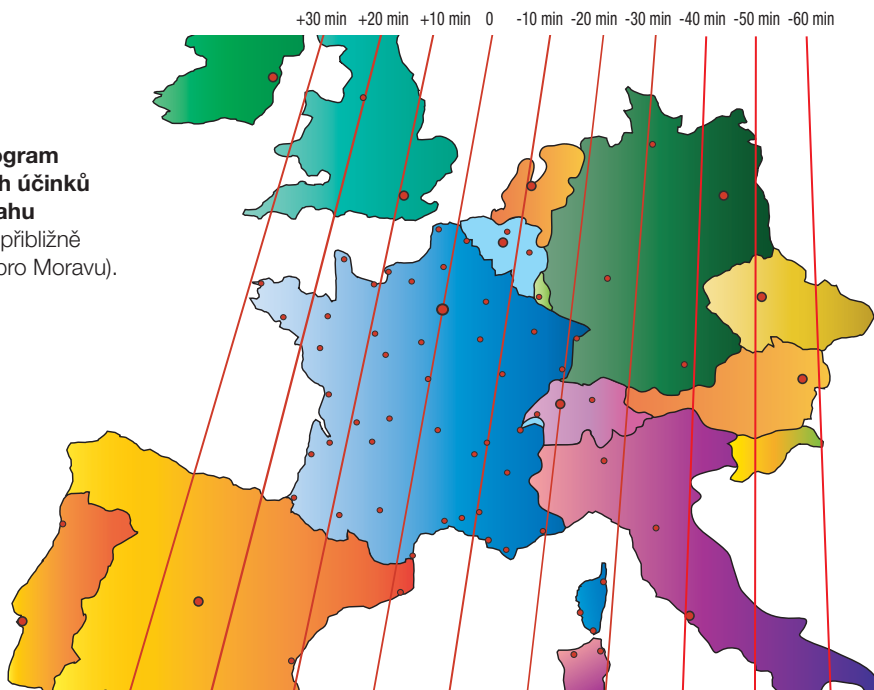 +30 min +20 min +10 min 0 -10 min -20 min -30 min -40 min -50 min -60 min
ogram
h účinků
ahu
přibližně
pro Moravu).